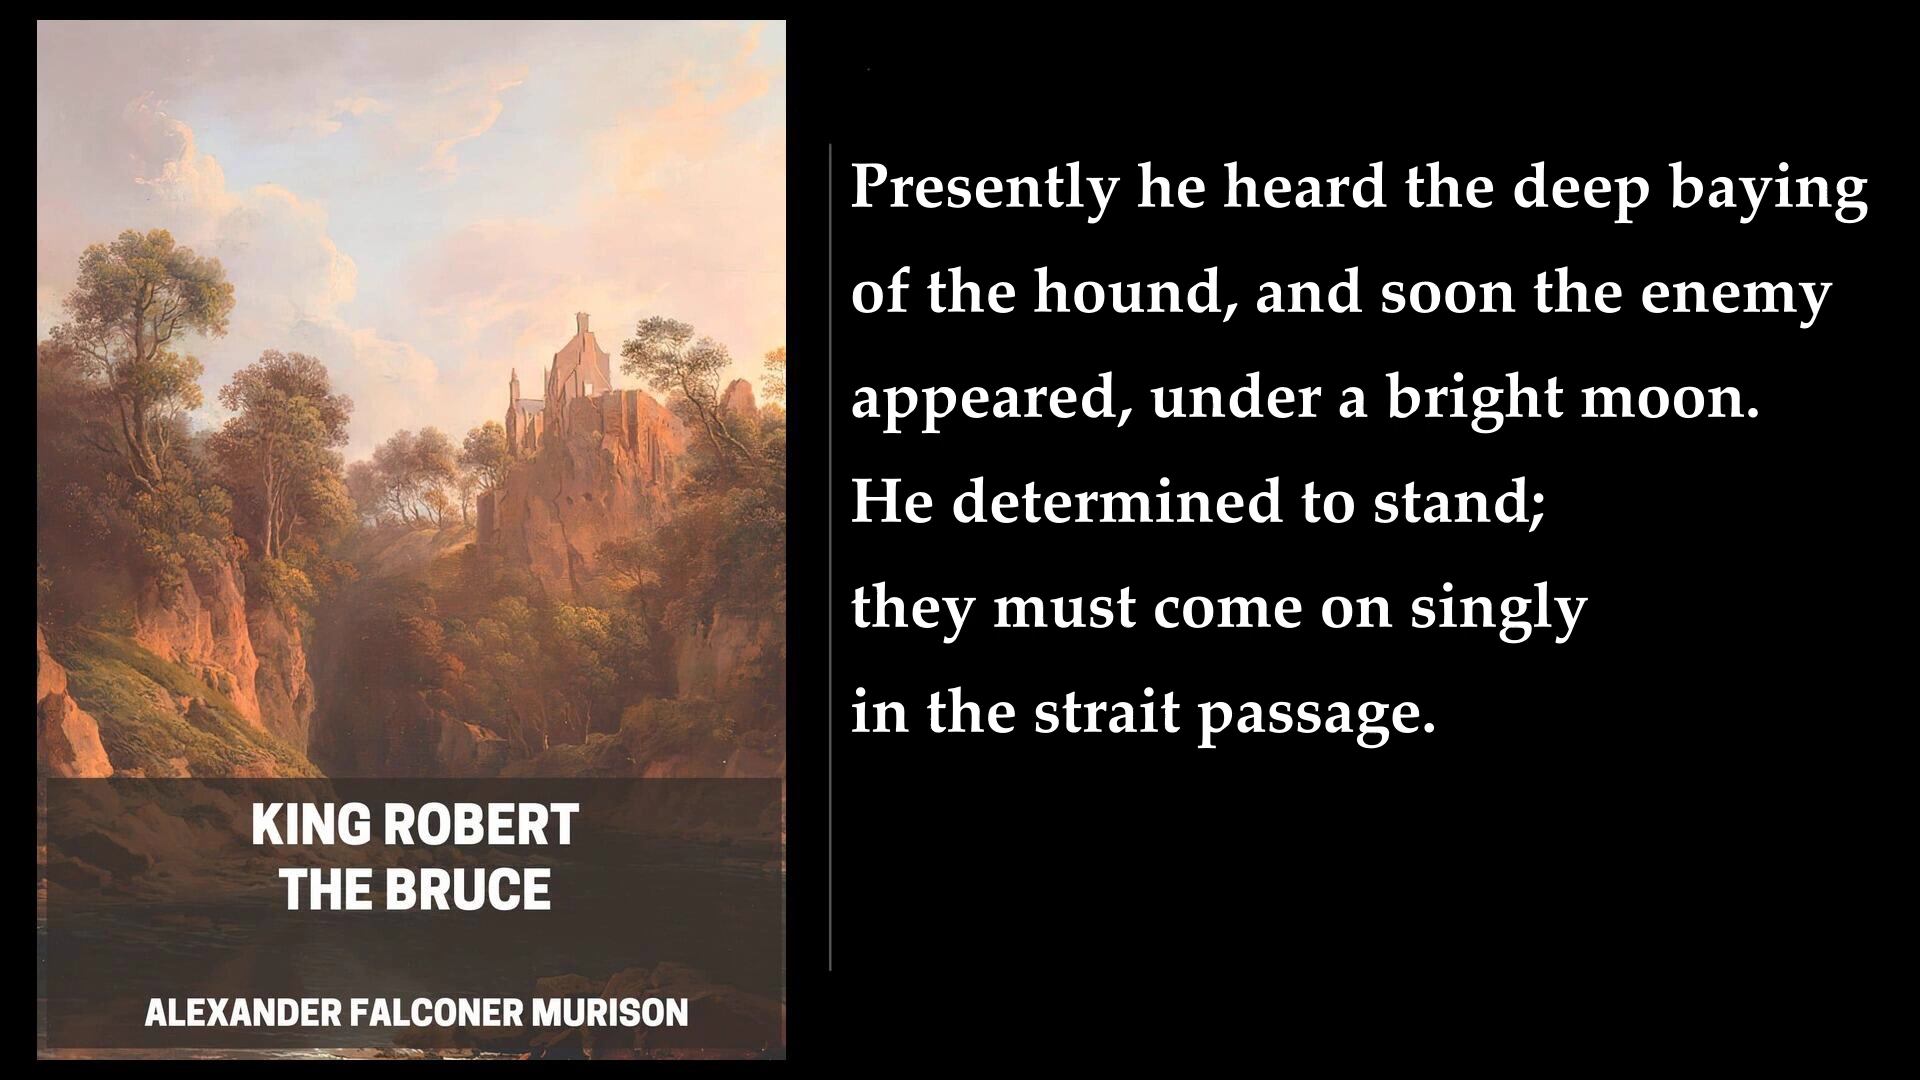 KING ROBERT
THE BRUCE
ALEXANDER FALCONER MURISON
Presently he heard the deep baying
of the hound, and soon the enemy
appeared, under a bright moon.
He determined to stand;
they must come on singly
in the strait passage.